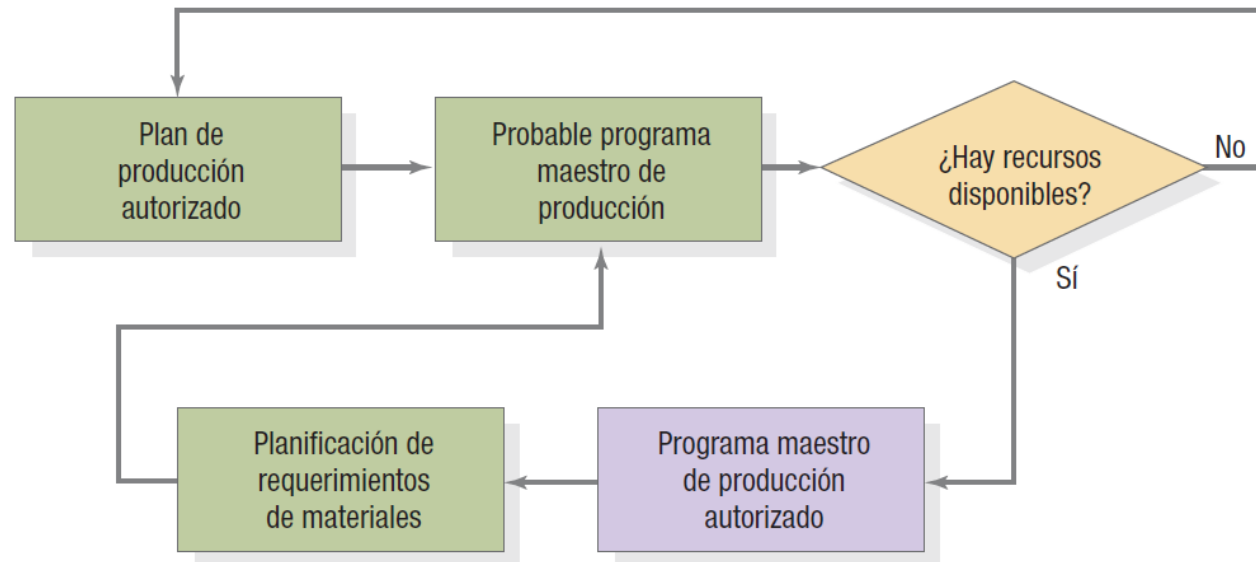 Plan de
producción
autorizado
Probable programa
maestro de
producción
¿Hay recursos
disponibles?
No
Sí
Planificación de
requerimientos
de materiales
Programa maestro
de producción
autorizado